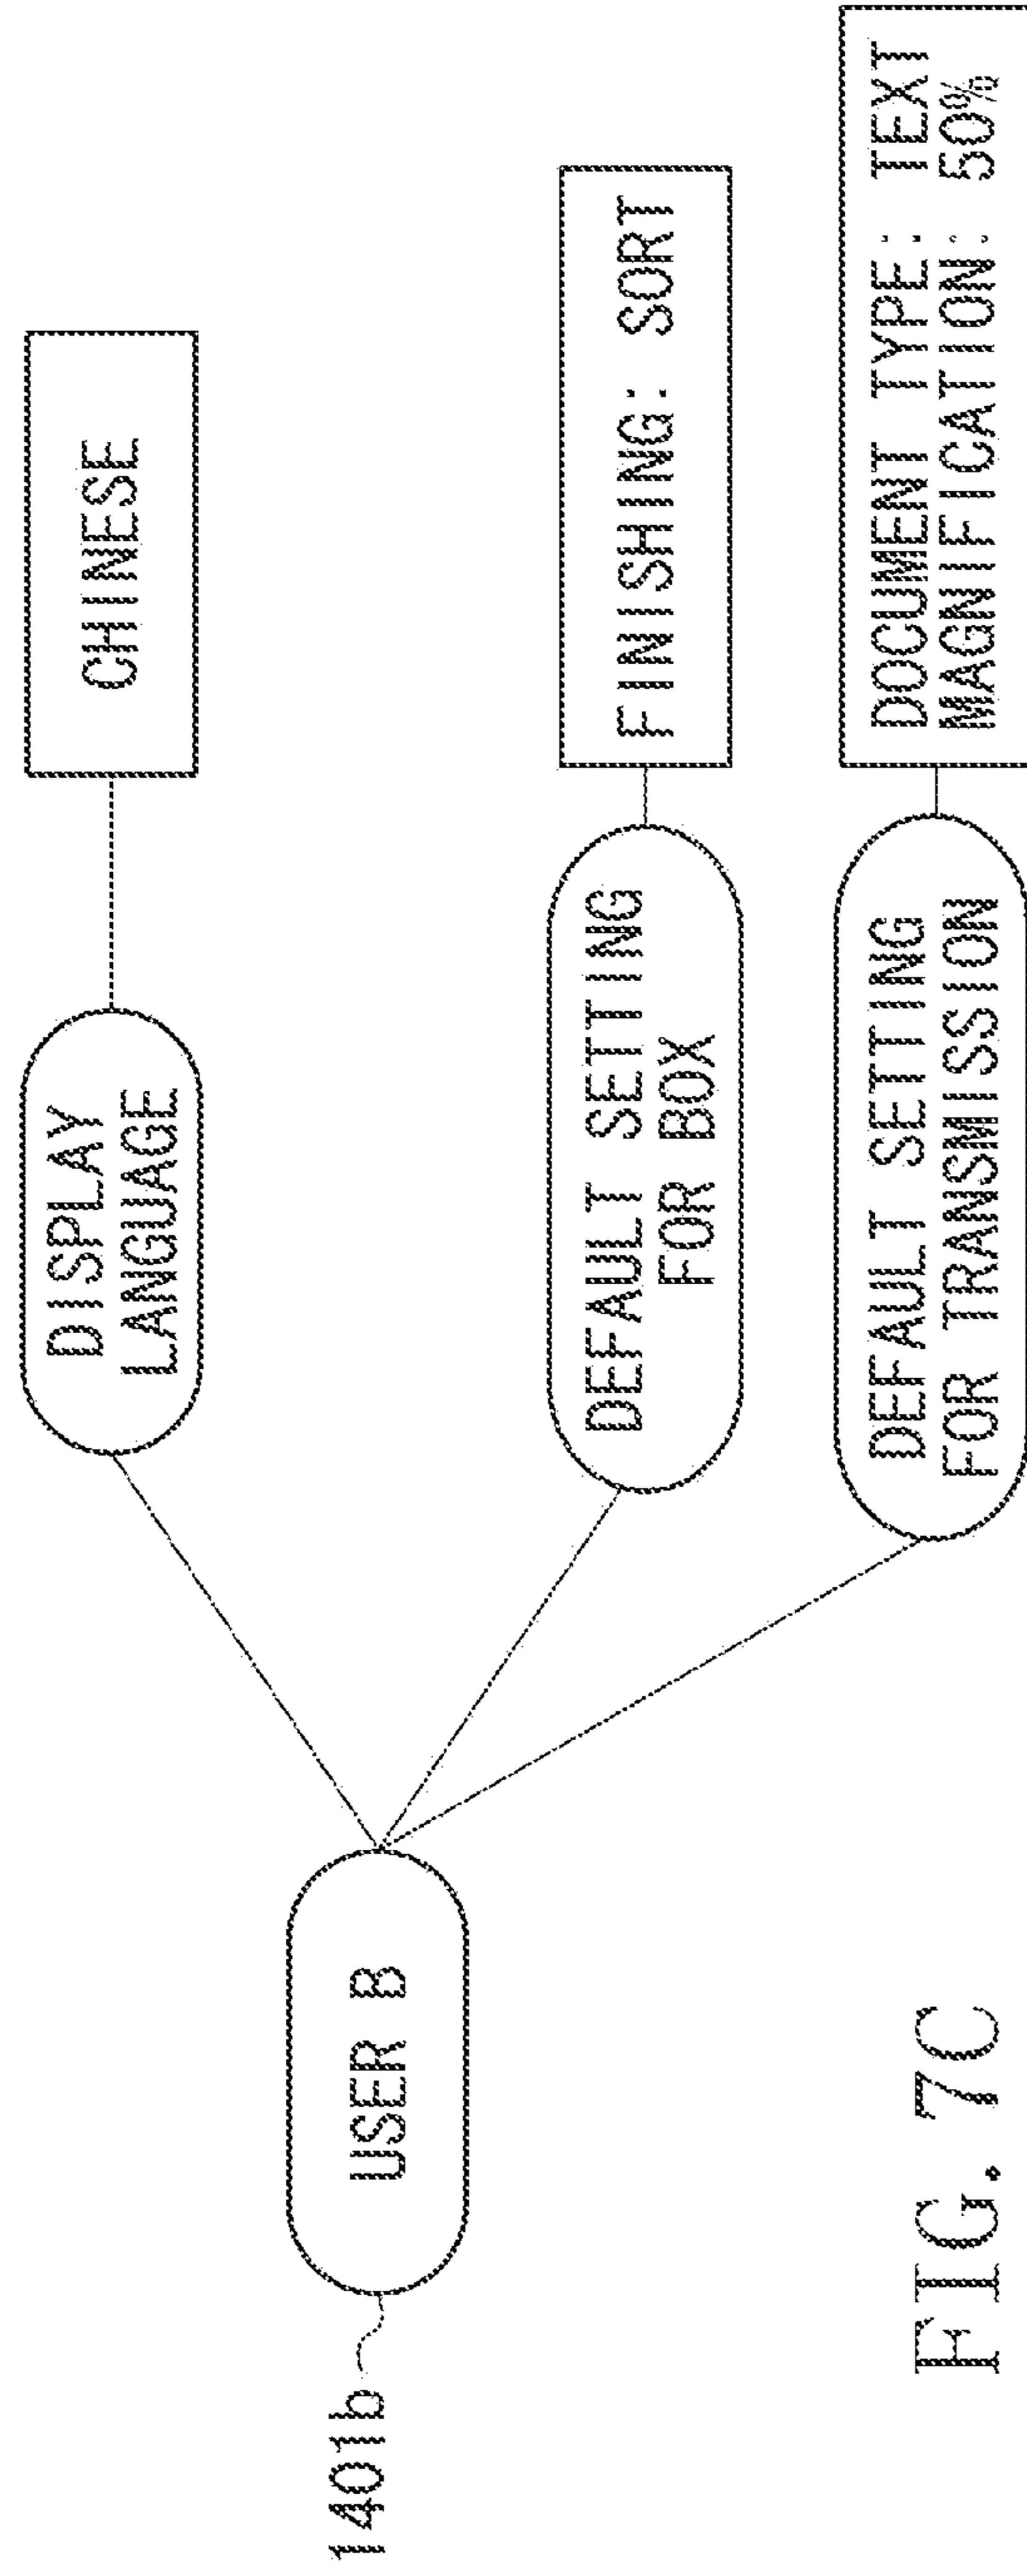 1401b
USER B
DISPLAY
LANGUAGE
CHINESE
DEFAULT SETTING
FOR BOX
FINISHING: SORT
DEFAULT SETTING
FOR TRANSMISSION
DOCUMENT TYPE: TEXT
MAGNIFICATION: 50%
FIG. 7C